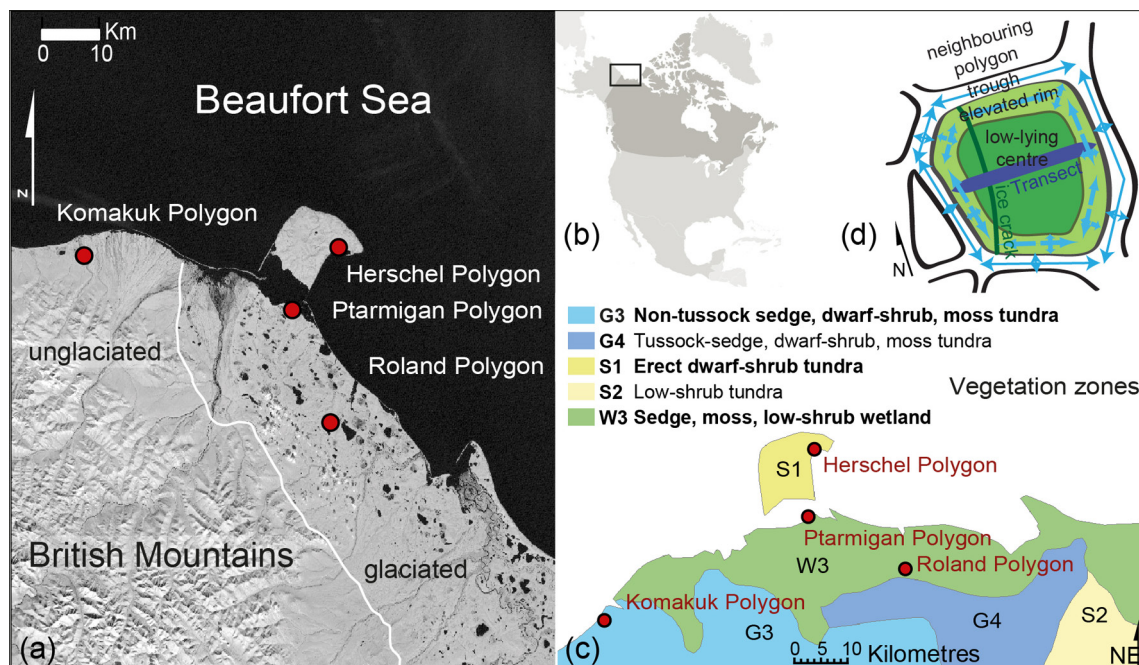 Km
0 10
Beaufort Sea
N
Komakuk Polygon
Herschel Polygon
Ptarmigan Polygon
Roland Polygon
unglaciated
British Mountains
glaciated
(a)
(b)
neighbouring
polygon
trough
elevated rim
low-lying
centre
Transect
ice crack
(d)
N
G3 Non-tussock sedge, dwarf-shrub, moss tundra
G4 Tussock-sedge, dwarf-shrub, moss tundra
S1 Erect dwarf-shrub tundra
S2 Low-shrub tundra
W3 Sedge, moss, low-shrub wetland
Vegetation zones
S1
Herschel Polygon
Ptarmigan Polygon
W3
Roland Polygon
Komakuk Polygon
G3
G4
S2
0 5 10
Kilometres
(c)
NE